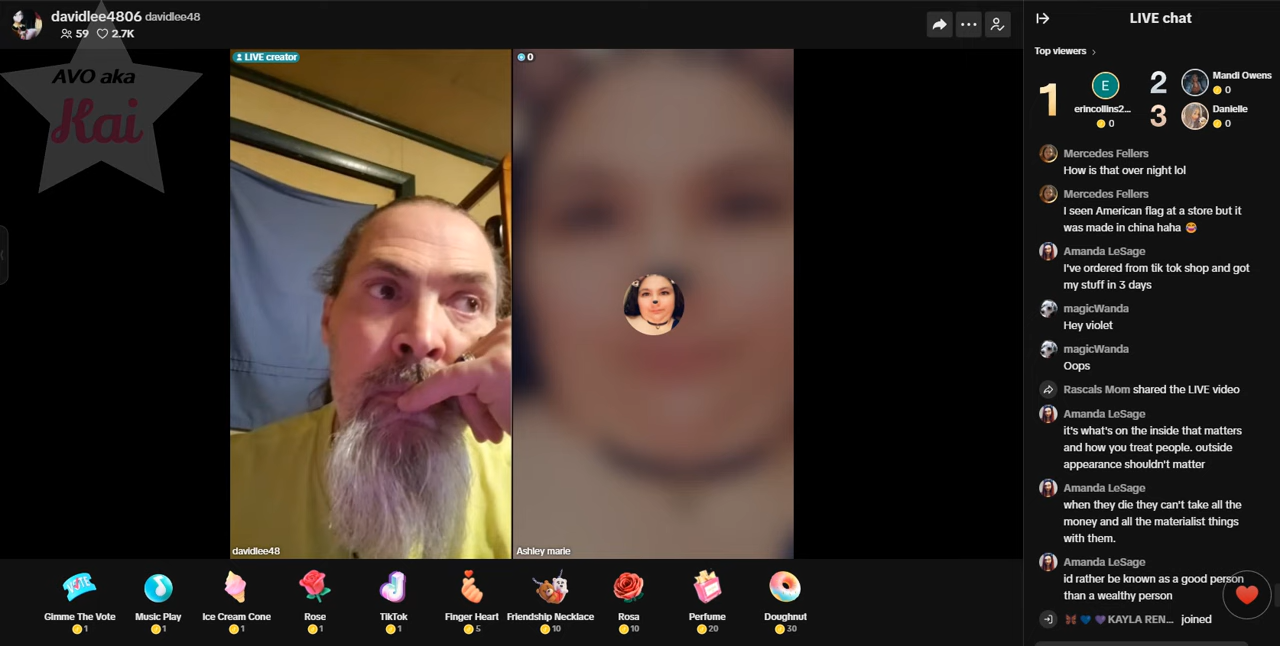 davidlee4806 davidlee48
59 2.7K
AVO aka
Kai
LIVE creator
0
davidlee48
Ashley marie
Gimme The Vote
1
Music Play
1
Ice Cream Cone
1
Rose
1
TikTok
1
Finger Heart
5
Friendship Necklace
10
Rosa
10
Perfume
20
Doughnut
30
LIVE chat
Top viewers
1
E
erincollins2...
0
2
Mandi Owens
0
3
Danielle
0
Mercedes Fellers
How is that over night lol
Mercedes Fellers
I seen American flag at a store but it
was made in china haha 😆
Amanda LeSage
I've ordered from tik tok shop and got
my stuff in 3 days
magicWanda
Hey violet
magicWanda
Oops
Rascals Mom shared the LIVE video
Amanda LeSage
it's what's on the inside that matters
and how you treat people. outside
appearance shouldn't matter
Amanda LeSage
when they die they can't take all the
money and all the materialist things
with them.
Amanda LeSage
id rather be known as a good person
than a wealthy person
🦋💙💜KAYLA REN... joined